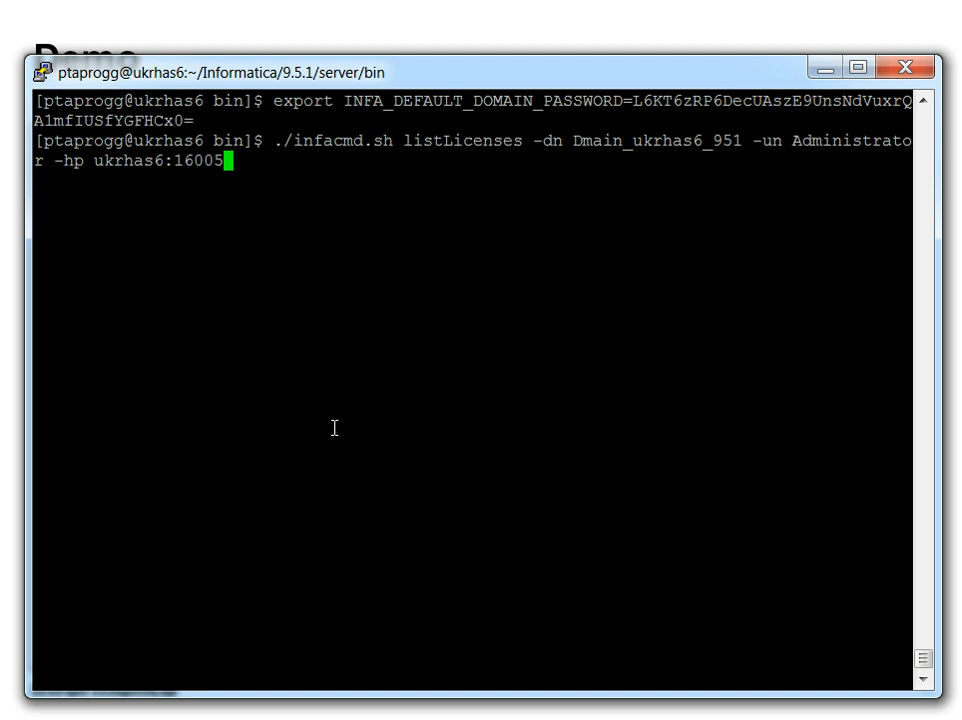 Demo
ptaprogg@ukrhas6:~/Informatica/9.5.1/server/bin
[ptaprogg@ukrhas6 bin]$ export INFA_DEFAULT_DOMAIN_PASSWORD=L6KT6zRP6DecUAszE9UnsNdVuxrQ
A1mfIUSfYGFHCx0=
[ptaprogg@ukrhas6 bin]$ ./infacmd.sh listLicenses -dn Dmain_ukrhas6_951 -un Administrato
r -hp ukrhas6:16005